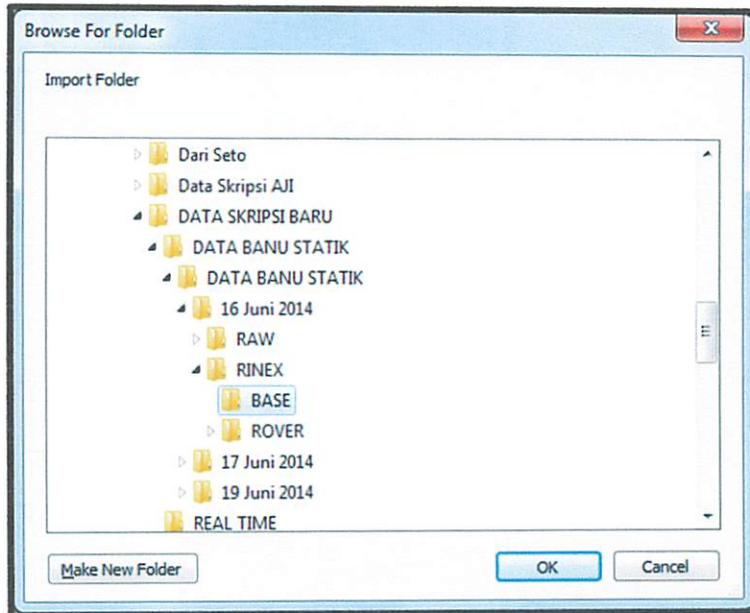 Browse For Folder
Import Folder
Dari Seto
Data Skripsi AJI
DATA SKRIPSI BARU
DATA BANU STATIK
DATA BANU STATIK
16 Juni 2014
RAW
RINEX
BASE
ROVER
17 Juni 2014
19 Juni 2014
REAL TIME
Make New Folder
OK
Cancel